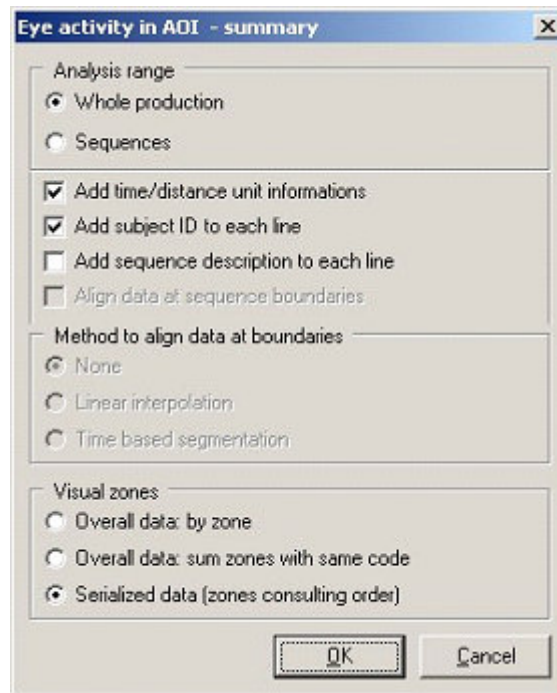 Eye activity in AOI - summary
Analysis range
Whole production
Sequences
Add time/distance unit informations
Add subject ID to each line
Add sequence description to each line
Align data at sequence boundaries
Method to align data at boundaries
None
Linear interpolation
Time based segmentation
Visual zones
Overall data: by zone
Overall data: sum zones with same code
Serialized data (zones consulting order)
OK Cancel